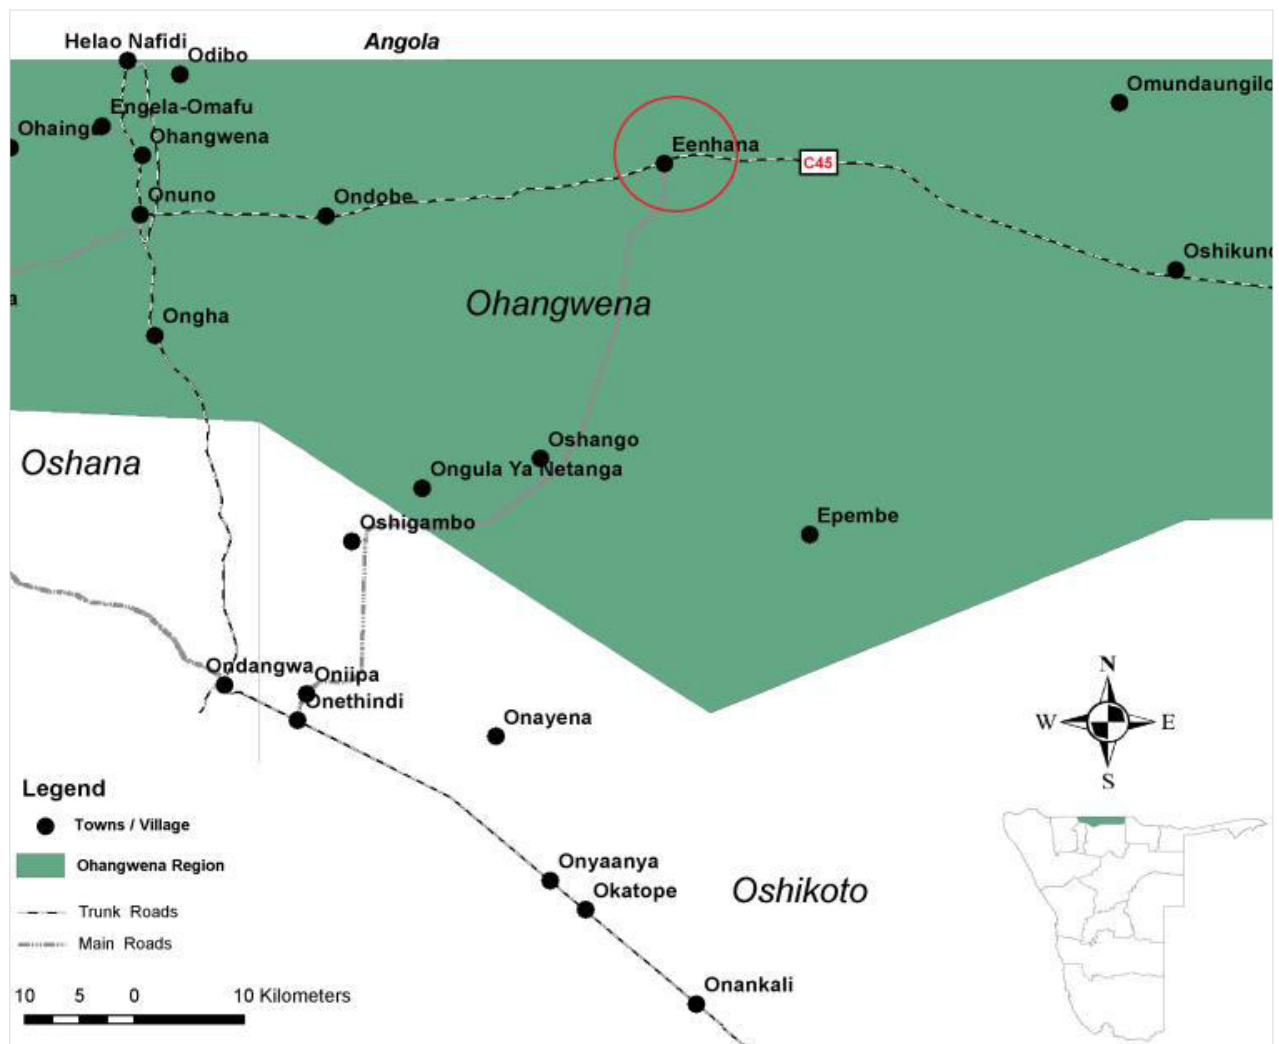 Angola
Helao Nafidi
Odibo
Omundaungilo
Engela-Omafu
Ohainga
Ohangwena
Eenhana
C45
Onuno
Ondobe
Oshikund
a
Ohangwena
Ongha
Oshango
Oshana
Ongula Ya Netanga
Oshigambo
Epembe
Ondangwa
Oniipa
Onethindi
Onayena
N
W
E
S
Legend
Towns / Village
Ohangwena Region
Trunk Roads
Main Roads
Onyaanya
Okatope
Oshikoto
Onankali
10 5 0 10 Kilometers